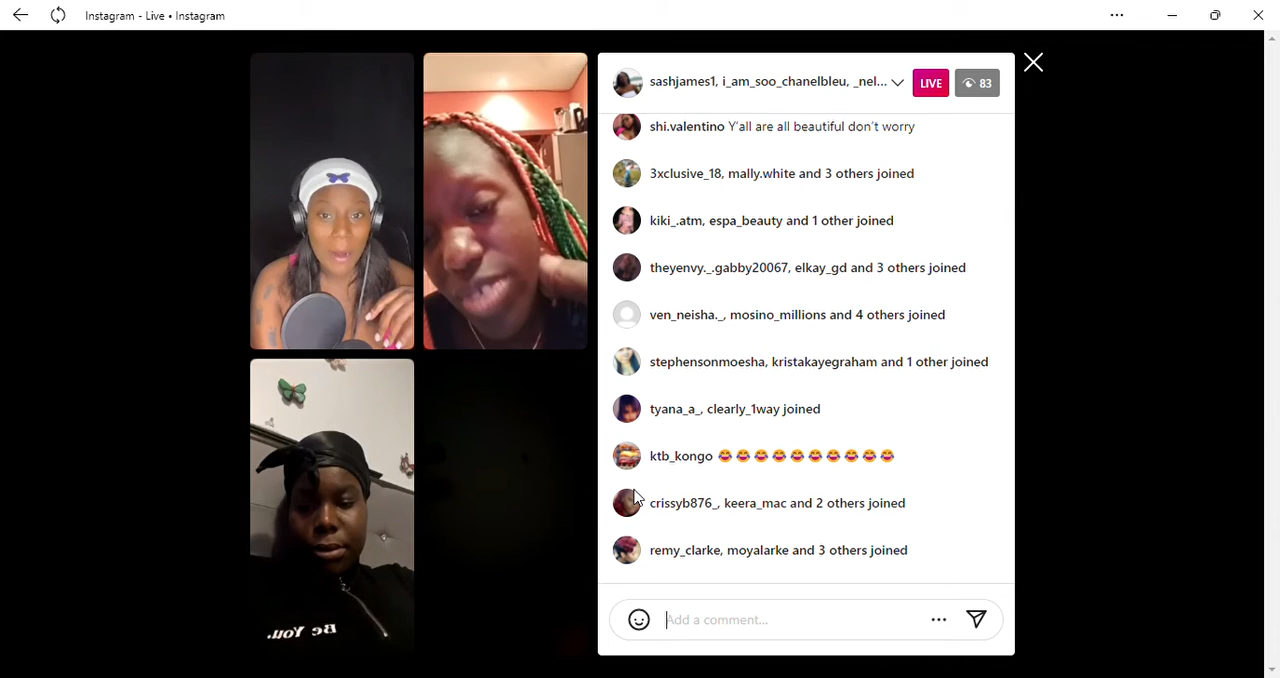 Instagram - Live • Instagram
sashjames1, i_am_soo_chanelbleu, _nel...
LIVE
83
shi.valentino Y'all are all beautiful don't worry
3xclusive_18, mally.white and 3 others joined
kiki_.atm, espa_beauty and 1 other joined
theyenvy._.gabby20067, elkay_gd and 3 others joined
ven_neisha._, mosino_millions and 4 others joined
stephensonmoesha, kristakayegraham and 1 other joined
tyana_a_, clearly_1way joined
ktb_kongo 😂😂😂😂😂😂😂😂😂😂
crissyb876_, keera_mac and 2 others joined
remy_clarke, moyalarke and 3 others joined
Add a comment...
Be You.